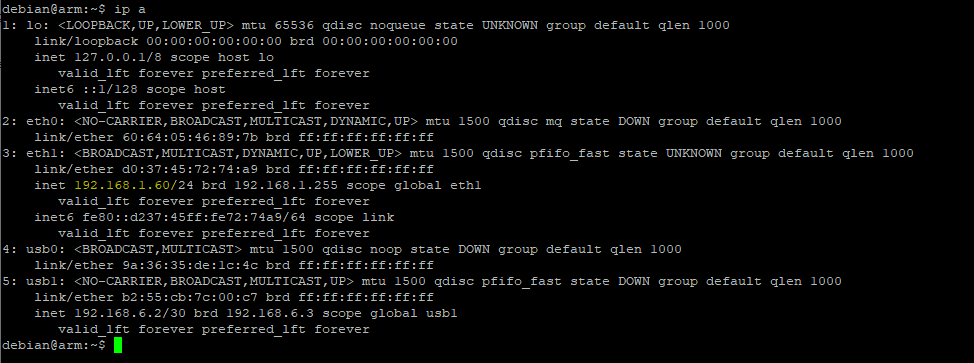 debian@arm:~$ ip a
1: lo: <LOOPBACK,UP,LOWER_UP> mtu 65536 qdisc noqueue state UNKNOWN group default qlen 1000
    link/loopback 00:00:00:00:00:00 brd 00:00:00:00:00:00
    inet 127.0.0.1/8 scope host lo
       valid_lft forever preferred_lft forever
    inet6 ::1/128 scope host
       valid_lft forever preferred_lft forever
2: eth0: <NO-CARRIER,BROADCAST,MULTICAST,DYNAMIC,UP> mtu 1500 qdisc mq state DOWN group default qlen 1000
    link/ether 60:64:05:46:89:7b brd ff:ff:ff:ff:ff:ff
3: eth1: <BROADCAST,MULTICAST,DYNAMIC,UP,LOWER_UP> mtu 1500 qdisc pfifo_fast state UNKNOWN group default qlen 1000
    link/ether d0:37:45:72:74:a9 brd ff:ff:ff:ff:ff:ff
    inet 192.168.1.60/24 brd 192.168.1.255 scope global eth1
       valid_lft forever preferred_lft forever
    inet6 fe80::d237:45ff:fe72:74a9/64 scope link
       valid_lft forever preferred_lft forever
4: usb0: <BROADCAST,MULTICAST> mtu 1500 qdisc noop state DOWN group default qlen 1000
    link/ether 9a:36:35:de:1c:4c brd ff:ff:ff:ff:ff:ff
5: usb1: <NO-CARRIER,BROADCAST,MULTICAST,UP> mtu 1500 qdisc pfifo_fast state DOWN group default qlen 1000
    link/ether b2:55:cb:7c:00:c7 brd ff:ff:ff:ff:ff:ff
    inet 192.168.6.2/30 brd 192.168.6.3 scope global usb1
       valid_lft forever preferred_lft forever
debian@arm:~$